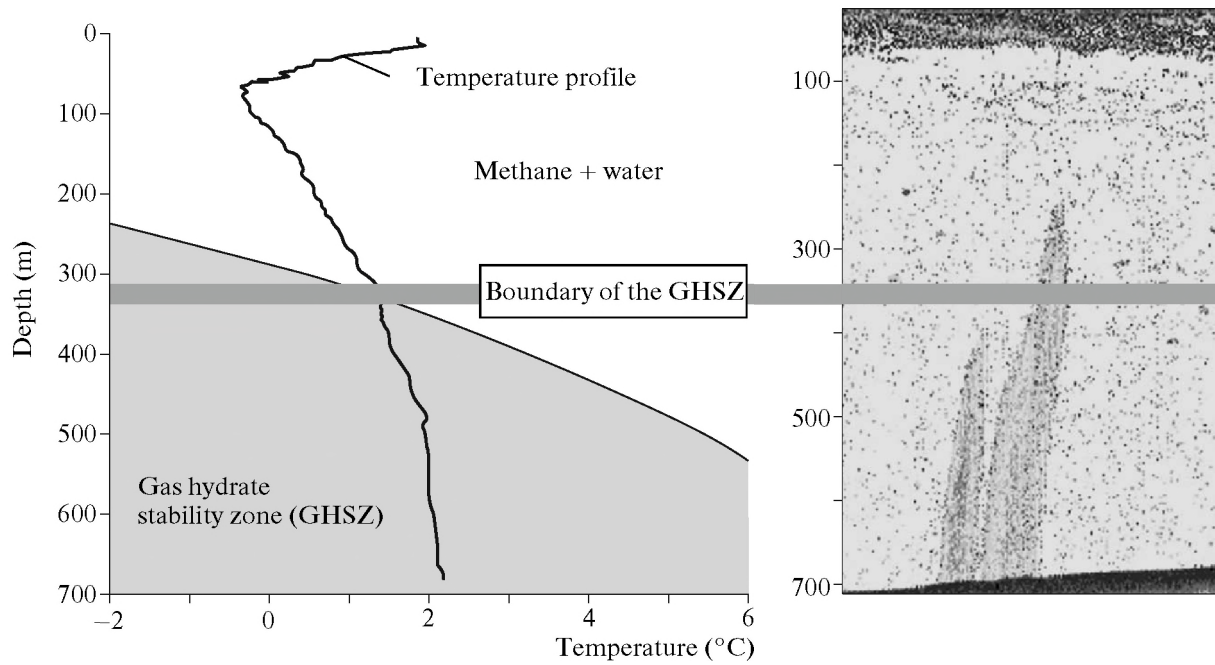 0
100
200
300
400
500
600
700
Depth (m)
Temperature profile
Methane + water
Boundary of the GHSZ
Gas hydrate
stability zone (GHSZ)
−2
0
2
4
6
Temperature (°C)
100
300
500
700